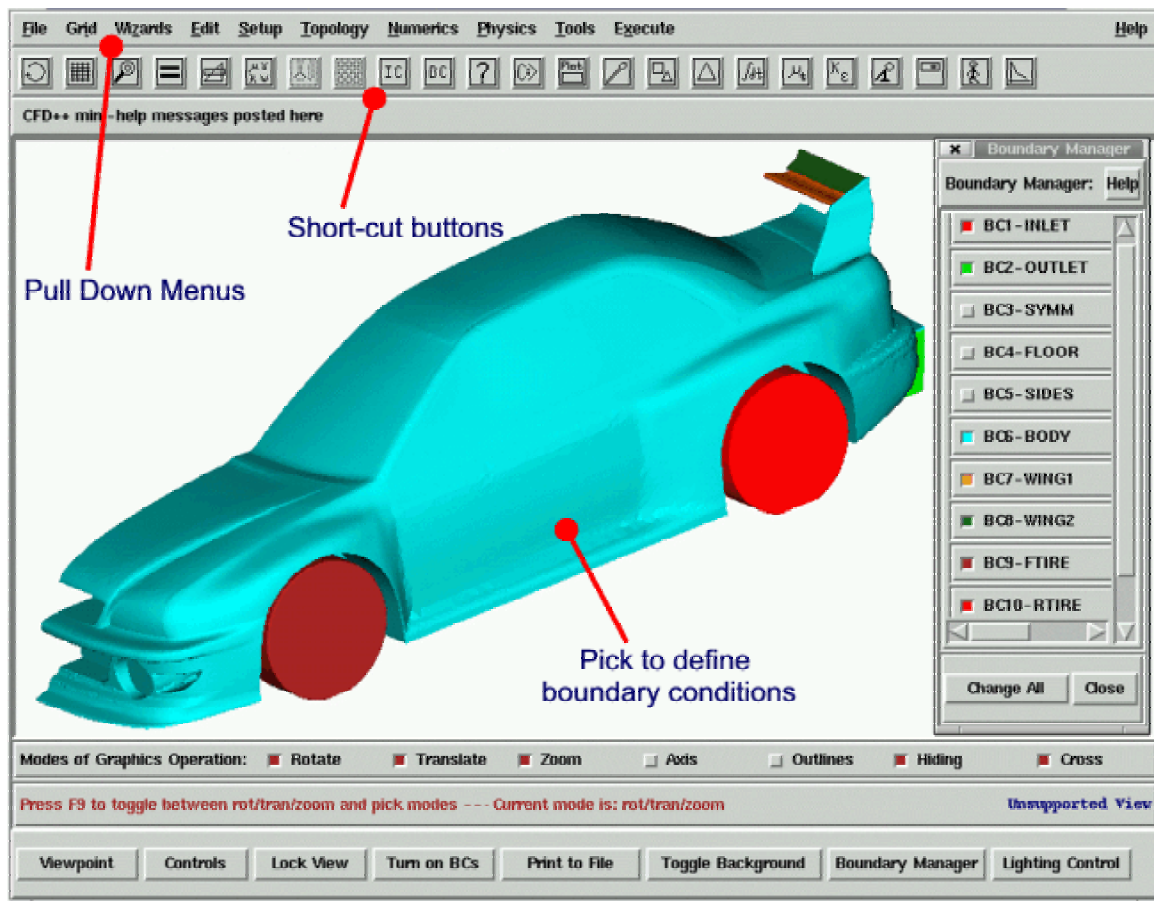 File Grid Wizards Edit Setup Topology Numerics Physics Tools Execute Help
IC BC ? Plot
CFD++ mini-help messages posted here
Boundary Manager
Boundary Manager: Help
BC1-INLET
BC2-OUTLET
BC3-SYMM
BC4-FLOOR
BC5-SIDES
BC6-BODY
BC7-WING1
BC8-WING2
BC9-FTIRE
BC10-RTIRE
Change All Close
Short-cut buttons
Pull Down Menus
Pick to define
boundary conditions
Modes of Graphics Operation: Rotate Translate Zoom Axis Outlines Hiding Cross
Press F9 to toggle between rot/tran/zoom and pick modes --- Current mode is: rot/tran/zoom Unsupported View
Viewpoint Controls Lock View Turn on BCs Print to File Toggle Background Boundary Manager Lighting Control